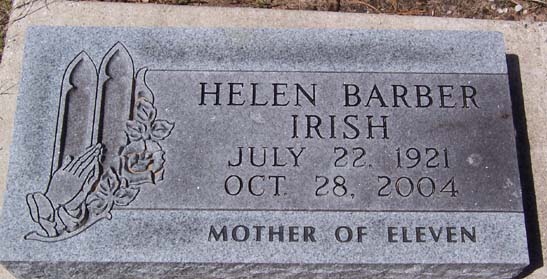 HELEN BARBER
IRISH
JULY 22, 1921
OCT. 28, 2004
MOTHER OF ELEVEN